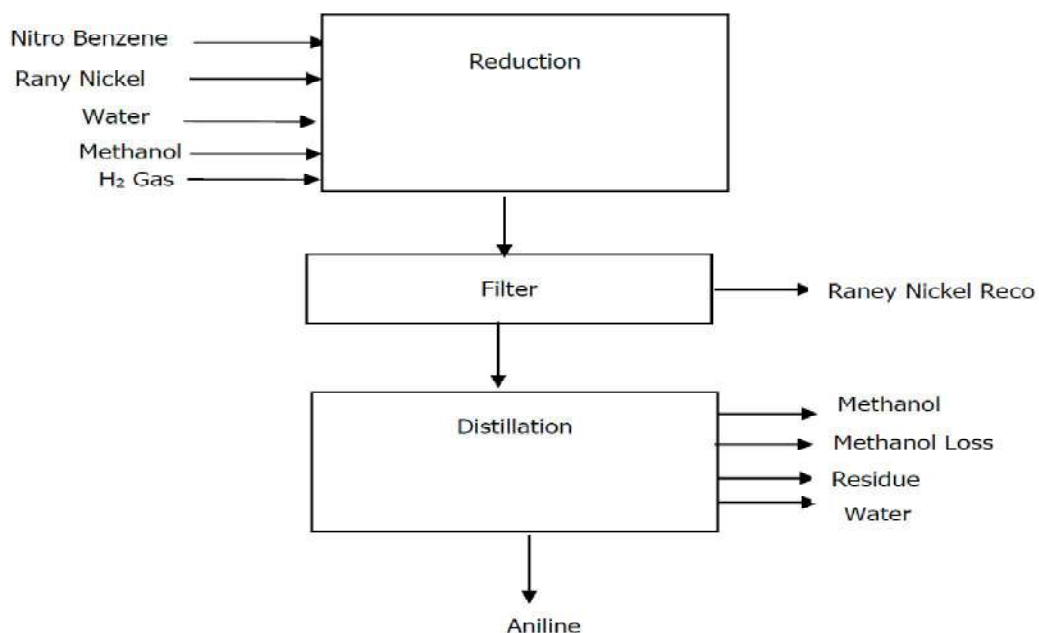 Nitro Benzene
Rany Nickel
Water
Methanol
H₂ Gas
Reduction
Filter
Raney Nickel Reco
Distillation
Methanol
Methanol Loss
Residue
Water
Aniline